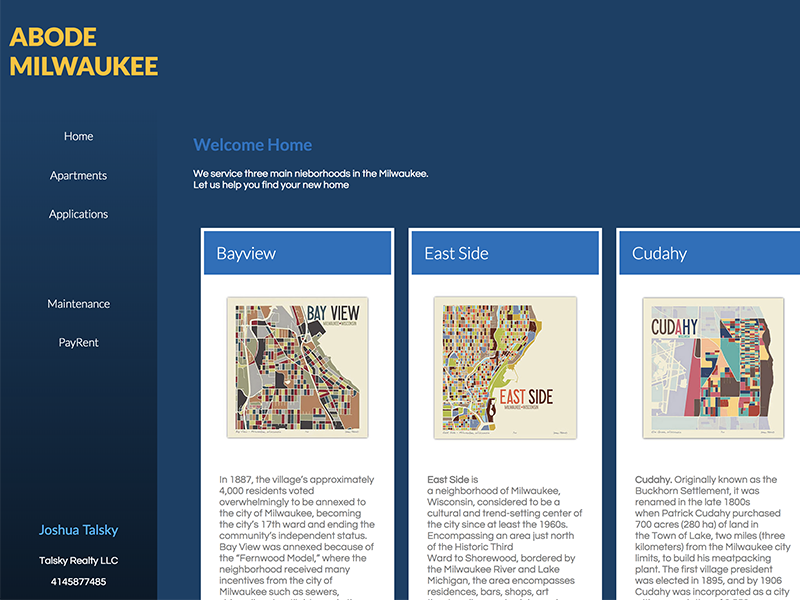 ABODE
MILWAUKEE
Home
Apartments
Applications
Maintenance
PayRent
Joshua Talsky
Talsky Realty LLC
4145877485
Welcome Home
We service three main nieborhoods in the Milwaukee.
Let us help you find your new home
Bayview
BAY VIEW
MILWAUKEE WISCONSIN
In 1887, the village's approximately
4,000 residents voted
overwhelmingly to be annexed to
the city of Milwaukee, becoming
the city's 17th ward and ending the
community's independent status.
Bay View was annexed because of
the "Fernwood Model," where the
neighborhood received many
incentives from the city of
Milwaukee such as sewers,
East Side
EAST SIDE
MILWAUKEE WISCONSIN
East Side is
a neighborhood of Milwaukee,
Wisconsin, considered to be a
cultural and trend-setting center of
the city since at least the 1960s.
Encompassing an area just north
of the Historic Third
Ward to Shorewood, bordered by
the Milwaukee River and Lake
Michigan, the area encompasses
residences, bars, shops, art
Cudahy
CUDAHY
Cudahy. Originally known as the
Buckhorn Settlement, it was
renamed in the late 1800s
when Patrick Cudahy purchased
700 acres (280 ha) of land in
the Town of Lake, two miles (three
kilometers) from the Milwaukee city
limits, to build his meatpacking
plant. The first village president
was elected in 1895, and by 1906
Cudahy was incorporated as a city